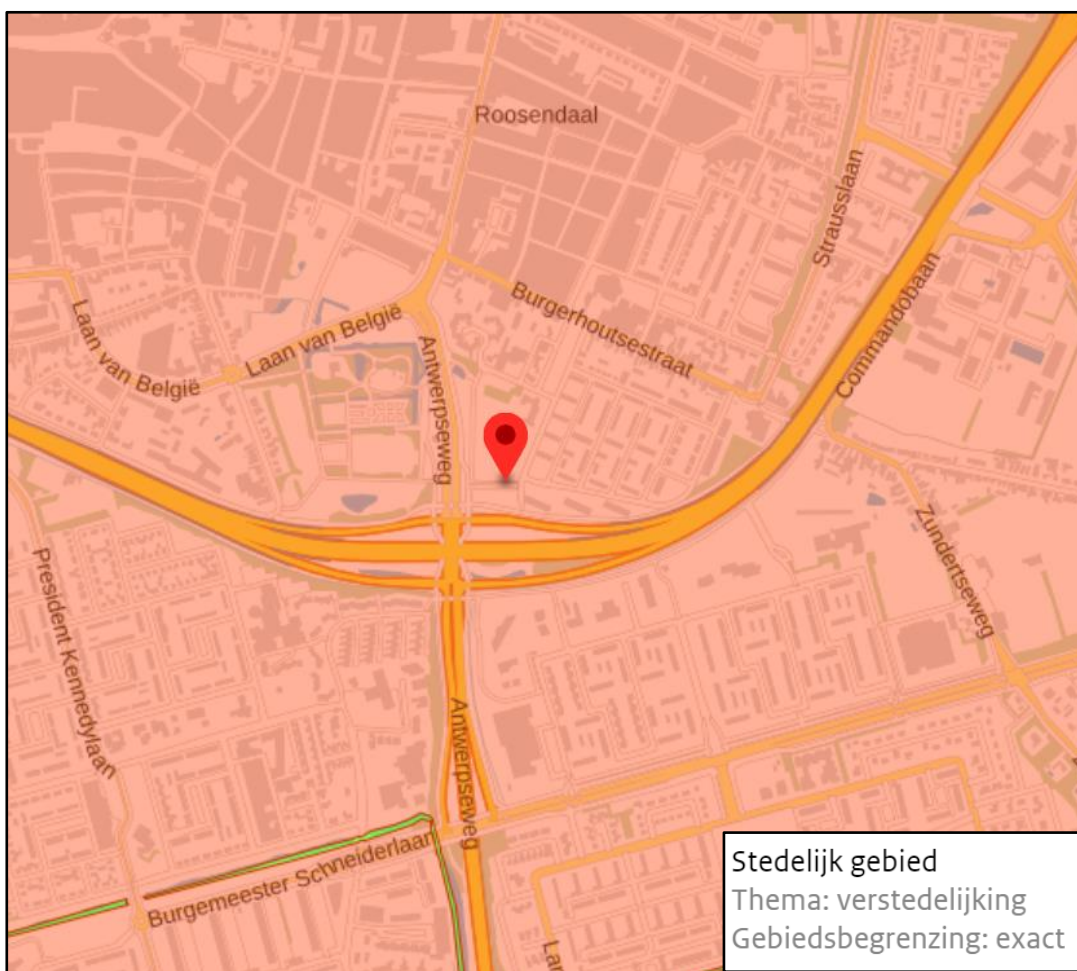 Roosendaal
Strausslaan
Burgerhoutsestraat
Commandobaan
Laan van België
Laan van België
Antwerpseweg
Zundertseweg
President Kennedylaan
Antwerpseweg
Burgemeester Schneiderlaan
Stedelijk gebied
Thema: verstedelijking
Gebiedsbegrenzing: exact